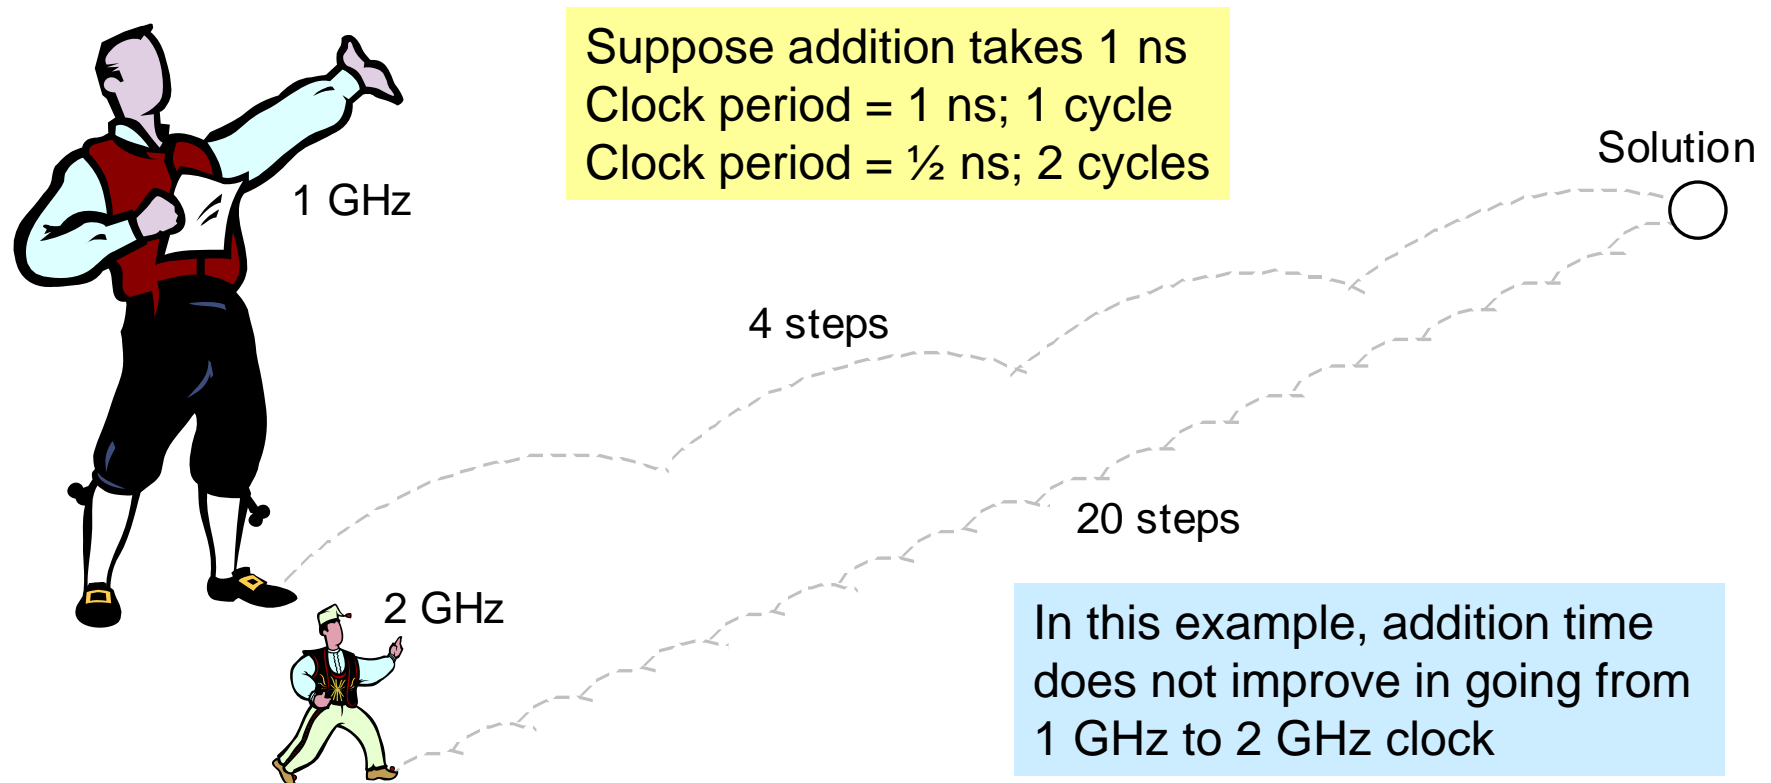 Suppose addition takes 1 ns
Clock period = 1 ns; 1 cycle
Clock period = ½ ns; 2 cycles
Solution
1 GHz
4 steps
20 steps
2 GHz
In this example, addition time
does not improve in going from
1 GHz to 2 GHz clock